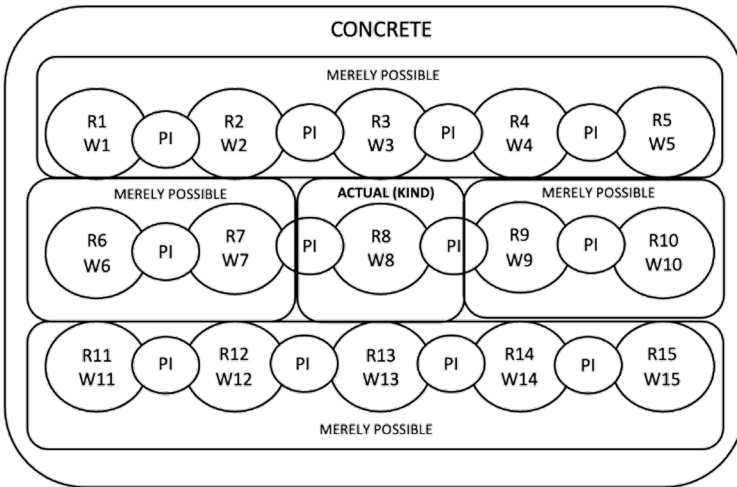 CONCRETE
MERELY POSSIBLE
R1 PI R2 PI R3 PI R4 PI R5
W1 W2 W3 W4 W5
MERELY POSSIBLE ACTUAL (KIND) MERELY POSSIBLE
R6 PI R7 PI R8 PI R9 PI R10
W6 W7 W8 W9 W10
R11 PI R12 PI R13 PI R14 PI R15
W11 W12 W13 W14 W15
MERELY POSSIBLE